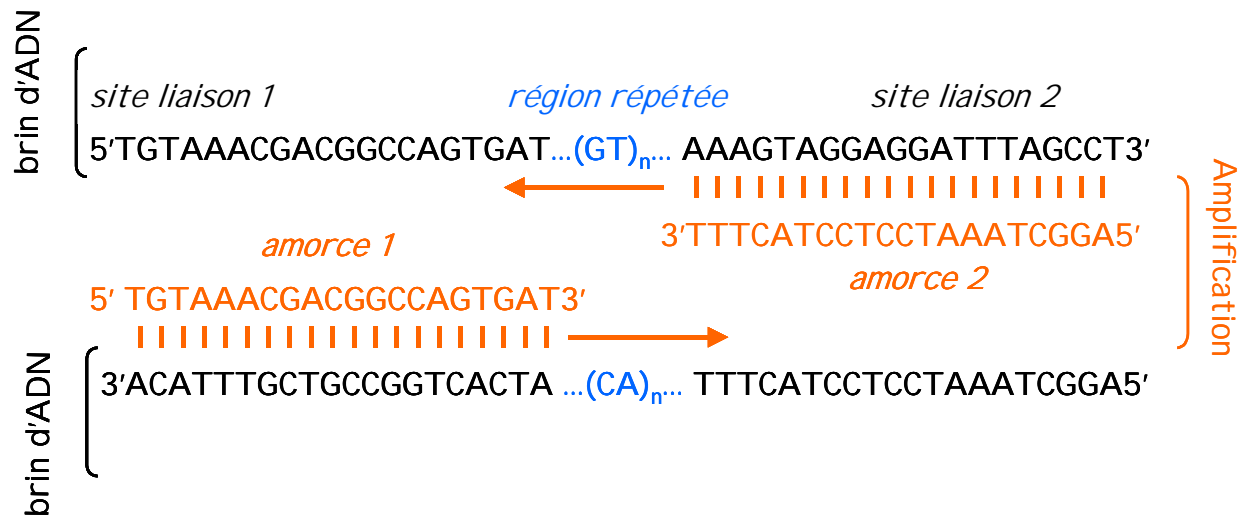 brin d'ADN
site liaison 1 région répétée site liaison 2
5'TGTAAACGACGGCCAGTGAT...(GT)n... AAAGTAGGAGGATTTAGCCT3'
3'TTTCATCCTCCTAAATCGGA5'
amorce 1
amorce 2
5' TGTAAACGACGGCCAGTGAT3'
Amplification
brin d'ADN
3'ACATTTGCTGCCGGTCACTA ...(CA)n... TTTCATCCTCCTAAATCGGA5'